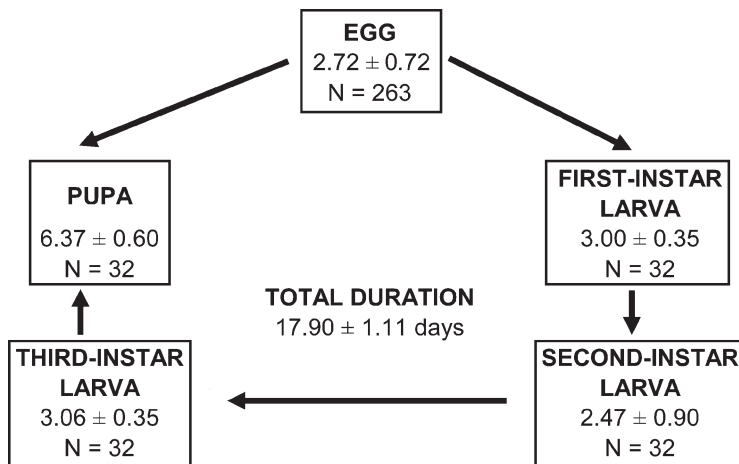 EGG
2.72 ± 0.72
N = 263
PUPA
6.37 ± 0.60
N = 32
FIRST-INSTAR
LARVA
3.00 ± 0.35
N = 32
TOTAL DURATION
17.90 ± 1.11 days
THIRD-INSTAR
LARVA
3.06 ± 0.35
N = 32
SECOND-INSTAR
LARVA
2.47 ± 0.90
N = 32